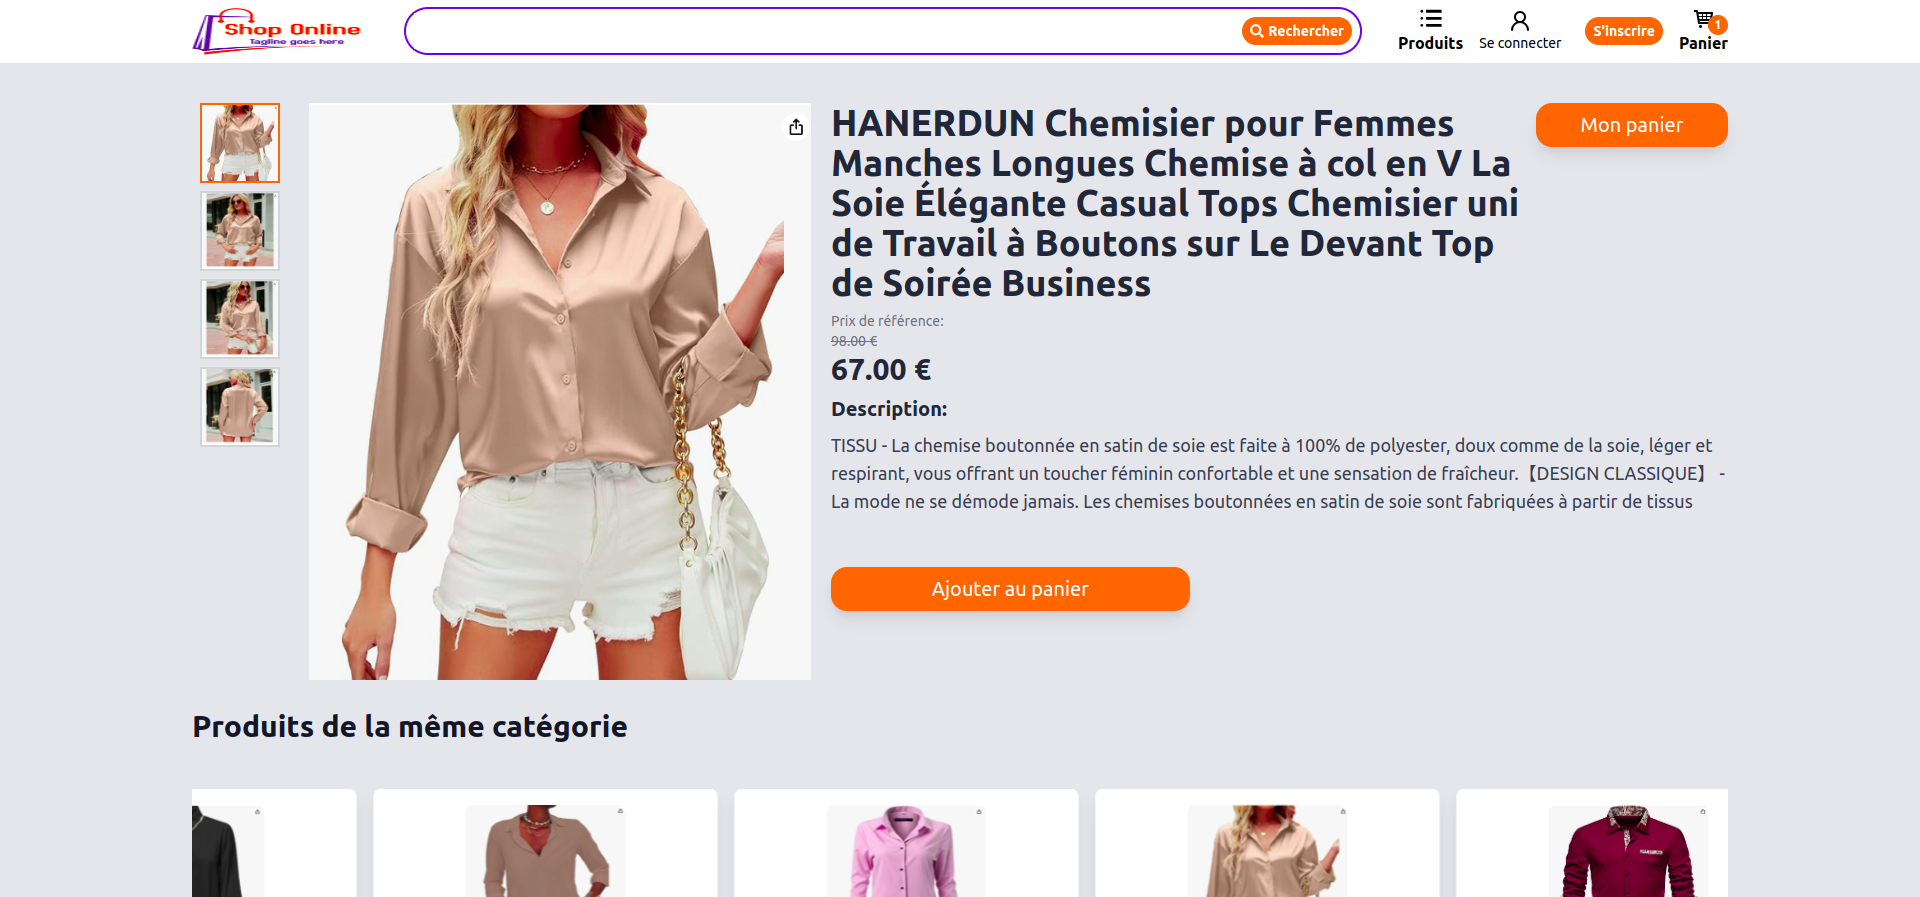 Shop Online
Tagline goes here
Rechercher
Produits
Se connecter
S'inscrire
1
Panier
HANERDUN Chemisier pour Femmes
Manches Longues Chemise à col en V La
Soie Élégante Casual Tops Chemisier uni
de Travail à Boutons sur Le Devant Top
de Soirée Business
Mon panier
Prix de référence:
98.00 €
67.00 €
Description:
TISSU - La chemise boutonnée en satin de soie est faite à 100% de polyester, doux comme de la soie, léger et
respirant, vous offrant un toucher féminin confortable et une sensation de fraîcheur.【DESIGN CLASSIQUE】 -
La mode ne se démode jamais. Les chemises boutonnées en satin de soie sont fabriquées à partir de tissus
Ajouter au panier
Produits de la même catégorie